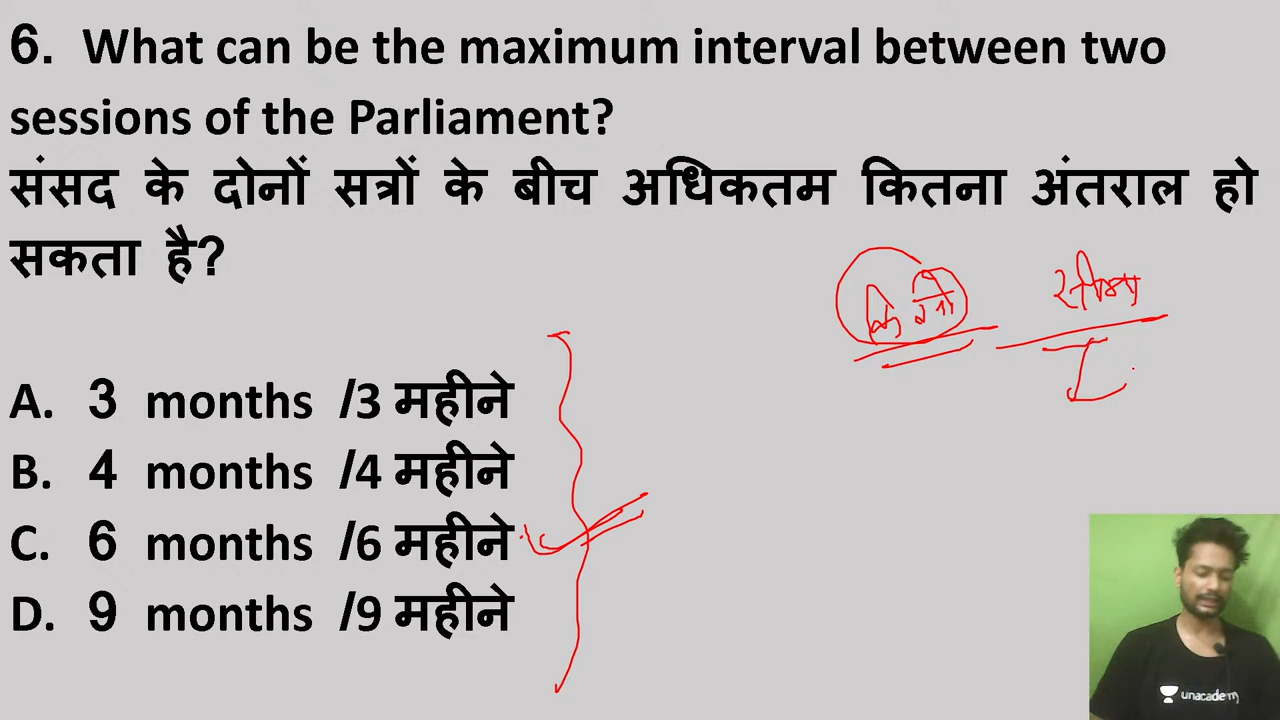 6. What can be the maximum interval between two
sessions of the Parliament?
संसद के दोनों सत्रों के बीच अधिकतम कितना अंतराल हो
सकता है?
A. 3 months /3 महीने
B. 4 months /4 महीने
C. 6 months /6 महीने
D. 9 months /9 महीने
unacademy